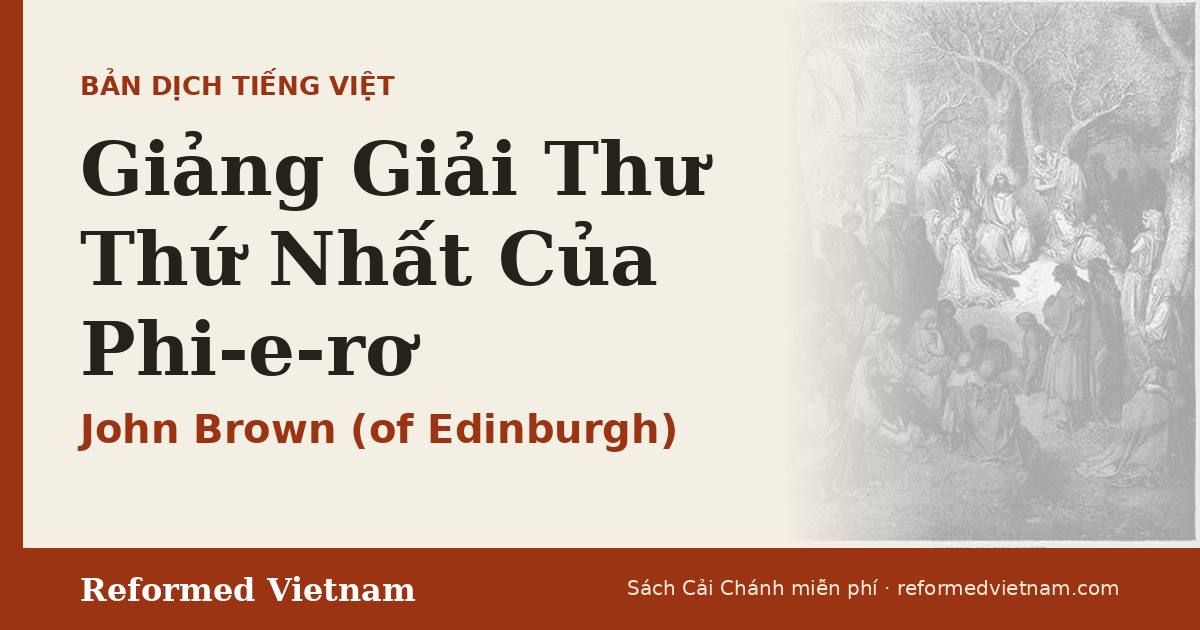 BẢN DỊCH TIẾNG VIỆT
Giảng Giải Thư
Thứ Nhất Của
Phi-e-rơ
John Brown (of Edinburgh)
Reformed Vietnam
Sách Cải Chánh miễn phí · reformedvietnam.com